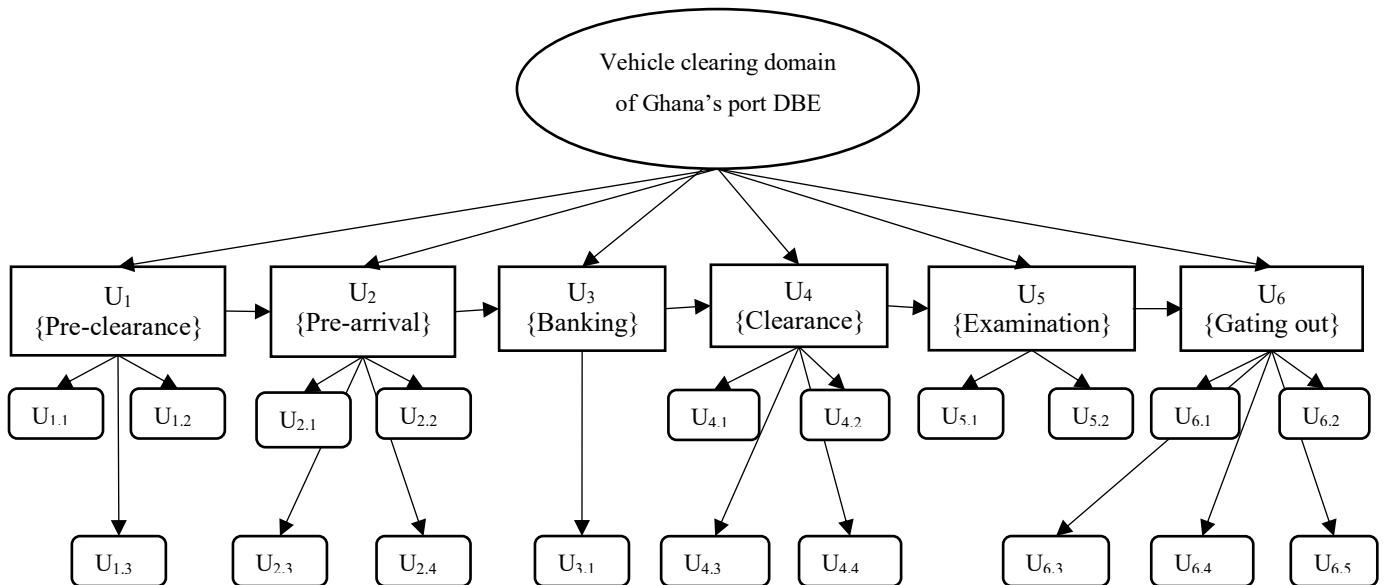 Vehicle clearing domain
of Ghana’s port DBE
U1
{Pre-clearance}
U2
{Pre-arrival}
U3
{Banking}
U4
{Clearance}
U5
{Examination}
U6
{Gating out}
U1.1
U1.2
U2.1
U2.2
U4.1
U4.2
U5.1
U5.2
U6.1
U6.2
U1.3
U2.3
U2.4
U3.1
U4.3
U4.4
U6.3
U6.4
U6.5